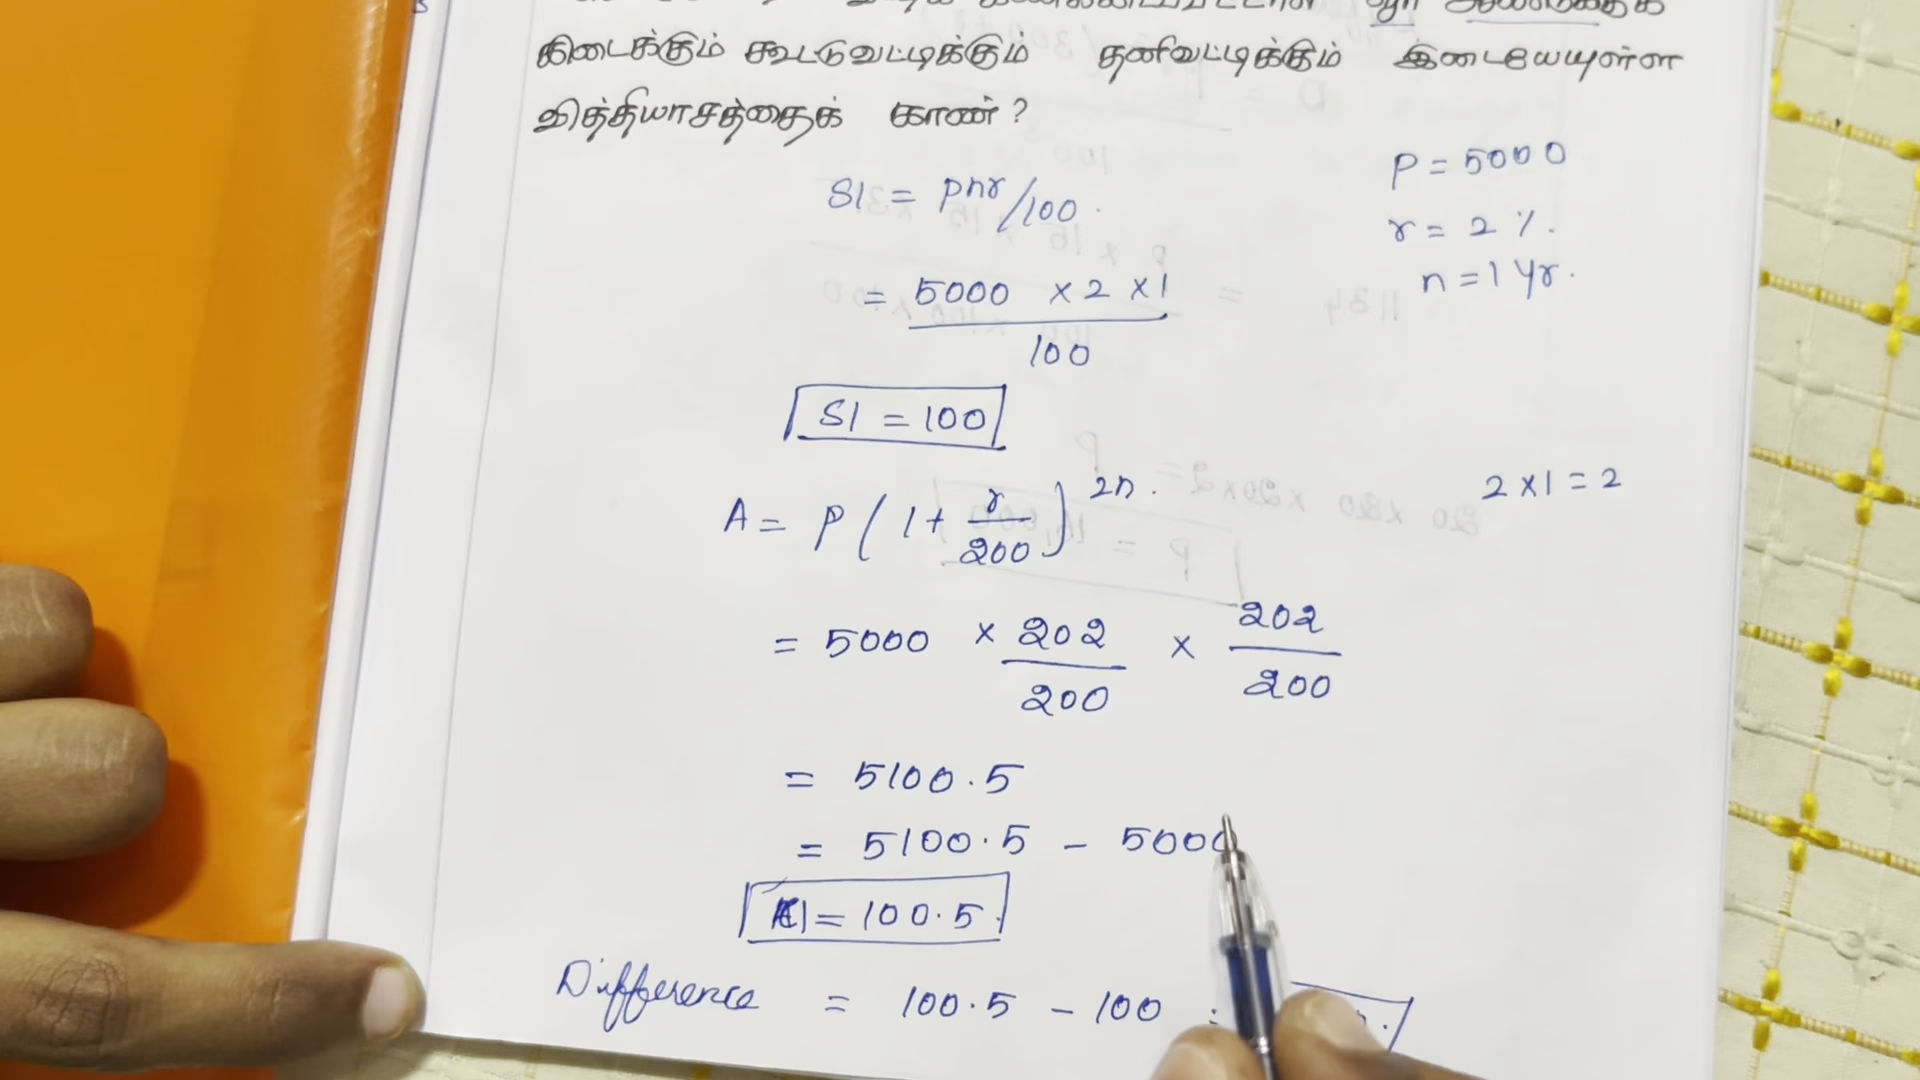 கிடைக்கும் கூட்டுவட்டிக்கும் தனிவட்டிக்கும் இடையேயுள்ள
வித்தியாசத்தைக் காண்?
P = 5000
SI = pnr/100.
r = 2 %.
n = 1 yr.
= 5000 × 2 × 1
100
SI = 100
A = P ( 1 + r/200 )^2n.
2 × 1 = 2
= 5000 × 202/200 × 202/200
= 5100.5
= 5100.5 - 5000
CI = 100.5.
Difference = 100.5 - 100